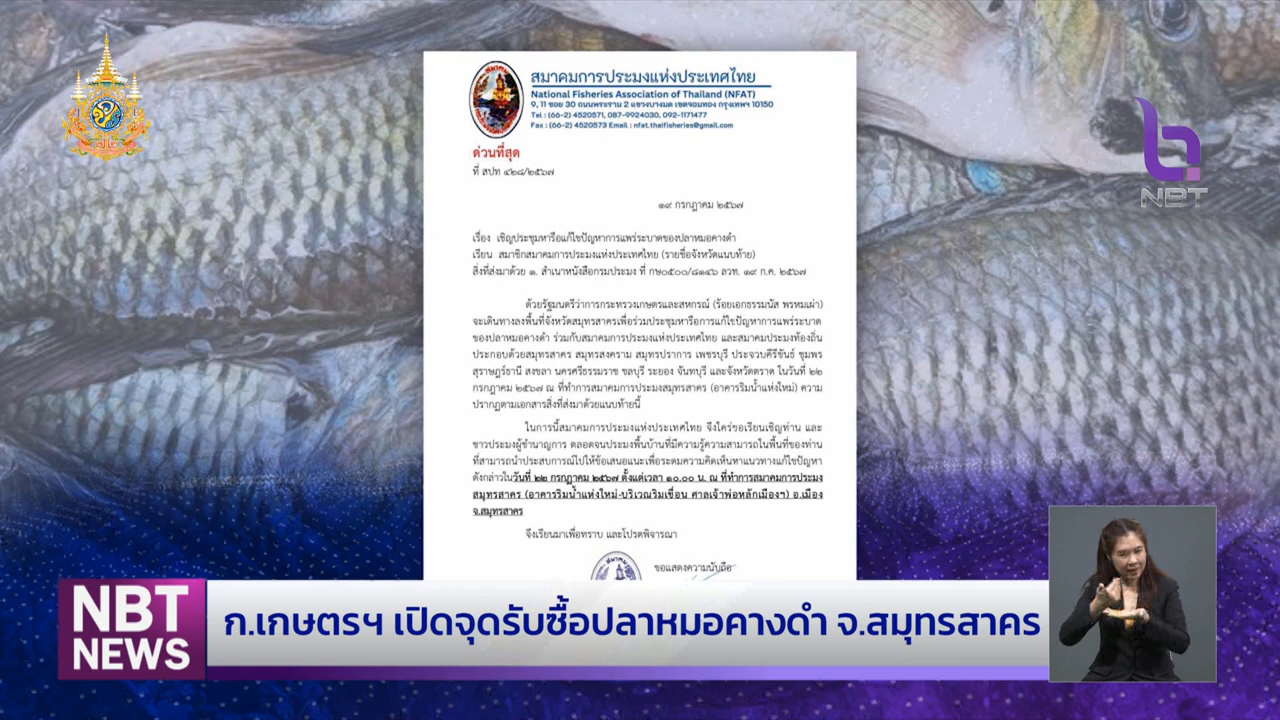 สมาคมการประมงแห่งประเทศไทย
National Fisheries Association of Thailand (NFAT)
9, 11 ซอย 30 ถนนพระราม 2 แขวงบางมด เขตจอมทอง กรุงเทพฯ 10150
Tel : (66-2) 4520571, 087-9924030, 092-1171477
Fax : (66-2) 4520573 Email : nfat.thaifisheries@gmail.com
ด่วนที่สุด
ที่ สปท ๔๒๘/๒๕๖๗
๑๙ กรกฎาคม ๒๕๖๗
เรื่อง เชิญประชุมหารือแก้ไขปัญหาการแพร่ระบาดของปลาหมอคางดำ
เรียน สมาชิกสมาคมการประมงแห่งประเทศไทย (รายชื่อจังหวัดแนบท้าย)
สิ่งที่ส่งมาด้วย ๑. สำเนาหนังสือกรมประมง ที่ กษ๐๕๐๐/๘๑๔๖ ลวท. ๑๙ ก.ค. ๒๕๖๗
ด้วยรัฐมนตรีว่าการกระทรวงเกษตรและสหกรณ์ (ร้อยเอกธรรมนัส พรหมเผ่า)
จะเดินทางลงพื้นที่จังหวัดสมุทรสาครเพื่อร่วมประชุมหารือการแก้ไขปัญหาการแพร่ระบาด
ของปลาหมอคางดำ ร่วมกับสมาคมการประมงแห่งประเทศไทย และสมาคมประมงท้องถิ่น
ประกอบด้วยสมุทรสาคร สมุทรสงคราม สมุทรปราการ เพชรบุรี ประจวบคีรีขันธ์ ชุมพร
สุราษฎร์ธานี สงขลา นครศรีธรรมราช ชลบุรี ระยอง จันทบุรี และจังหวัดตราด ในวันที่ ๒๒
กรกฎาคม ๒๕๖๗ ณ ที่ทำการสมาคมการประมงสมุทรสาคร (อาคารริมน้ำแห่งใหม่) ความ
ปรากฏตามเอกสารสิ่งที่ส่งมาด้วยแนบท้ายนี้
ในการนี้สมาคมการประมงแห่งประเทศไทย จึงใคร่ขอเรียนเชิญท่าน และ
ชาวประมงผู้ชำนาญการ ตลอดจนประมงพื้นบ้านที่มีความรู้ความสามารถในพื้นที่ของท่าน
ที่สามารถนำประสบการณ์ไปให้ข้อเสนอแนะเพื่อระดมความคิดเห็นหาแนวทางแก้ไขปัญหา
ดังกล่าวในวันที่ ๒๒ กรกฎาคม ๒๕๖๗ ตั้งแต่เวลา ๑๐.๐๐ น. ณ ที่ทำการสมาคมการประมง
สมุทรสาคร (อาคารริมน้ำแห่งใหม่-บริเวณริมเขื่อน ศาลเจ้าพ่อหลักเมืองฯ) อ.เมือง
จ.สมุทรสาคร
จึงเรียนมาเพื่อทราบ และโปรดพิจารณา
ขอแสดงความนับถือ
NBT
NBT NEWS
ก.เกษตรฯ เปิดจุดรับซื้อปลาหมอคางดำ จ.สมุทรสาคร